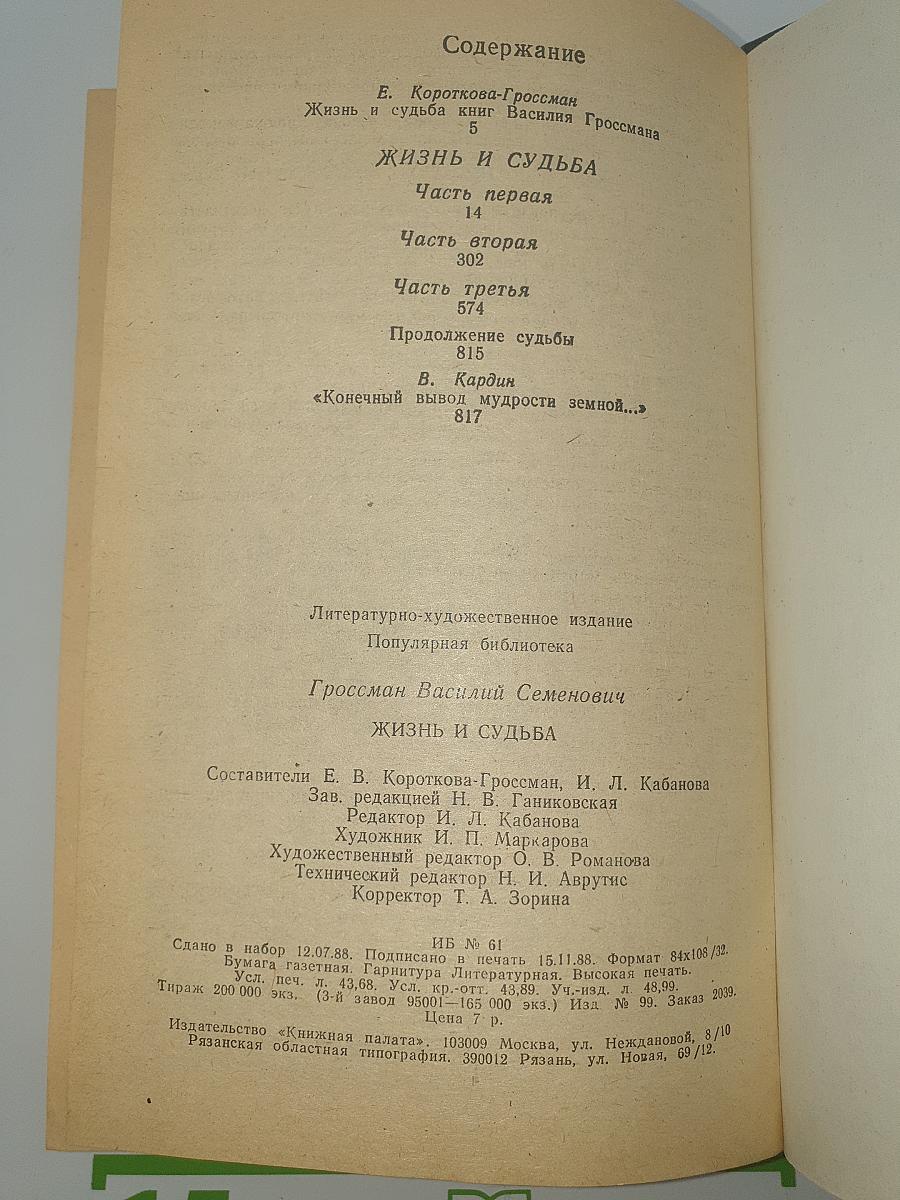 Содержание
Е. Короткова-Гроссман
Жизнь и судьба книг Василия Гроссмана
5
ЖИЗНЬ И СУДЬБА
Часть первая
14
Часть вторая
302
Часть третья
574
Продолжение судьбы
815
В. Кардин
«Конечный вывод мудрости земной...»
817
Литературно-художественное издание
Популярная библиотека
Гроссман Василий Семенович
ЖИЗНЬ И СУДЬБА
Составители Е. В. Короткова-Гроссман, И. Л. Кабанова
Зав. редакцией Н. В. Ганиковская
Редактор И. Л. Кабанова
Художник И. П. Маркарова
Художественный редактор О. В. Романова
Технический редактор Н. И. Аврутис
Корректор Т. А. Зорина
ИБ № 61
Сдано в набор 12.07.88. Подписано в печать 15.11.88. Формат 84х108/32.
Бумага газетная. Гарнитура Литературная. Высокая печать.
Усл. печ. л. 43,68. Усл. кр.-отт. 43,89. Уч.-изд. л. 48,99.
Тираж 200 000 экз. (3-й завод 95001—165 000 экз.) Изд № 99. Заказ 2039.
Цена 7 р.
Издательство «Книжная палата». 103009 Москва, ул. Неждановой, 8/10
Рязанская областная типография. 390012 Рязань, ул. Новая, 69/12.